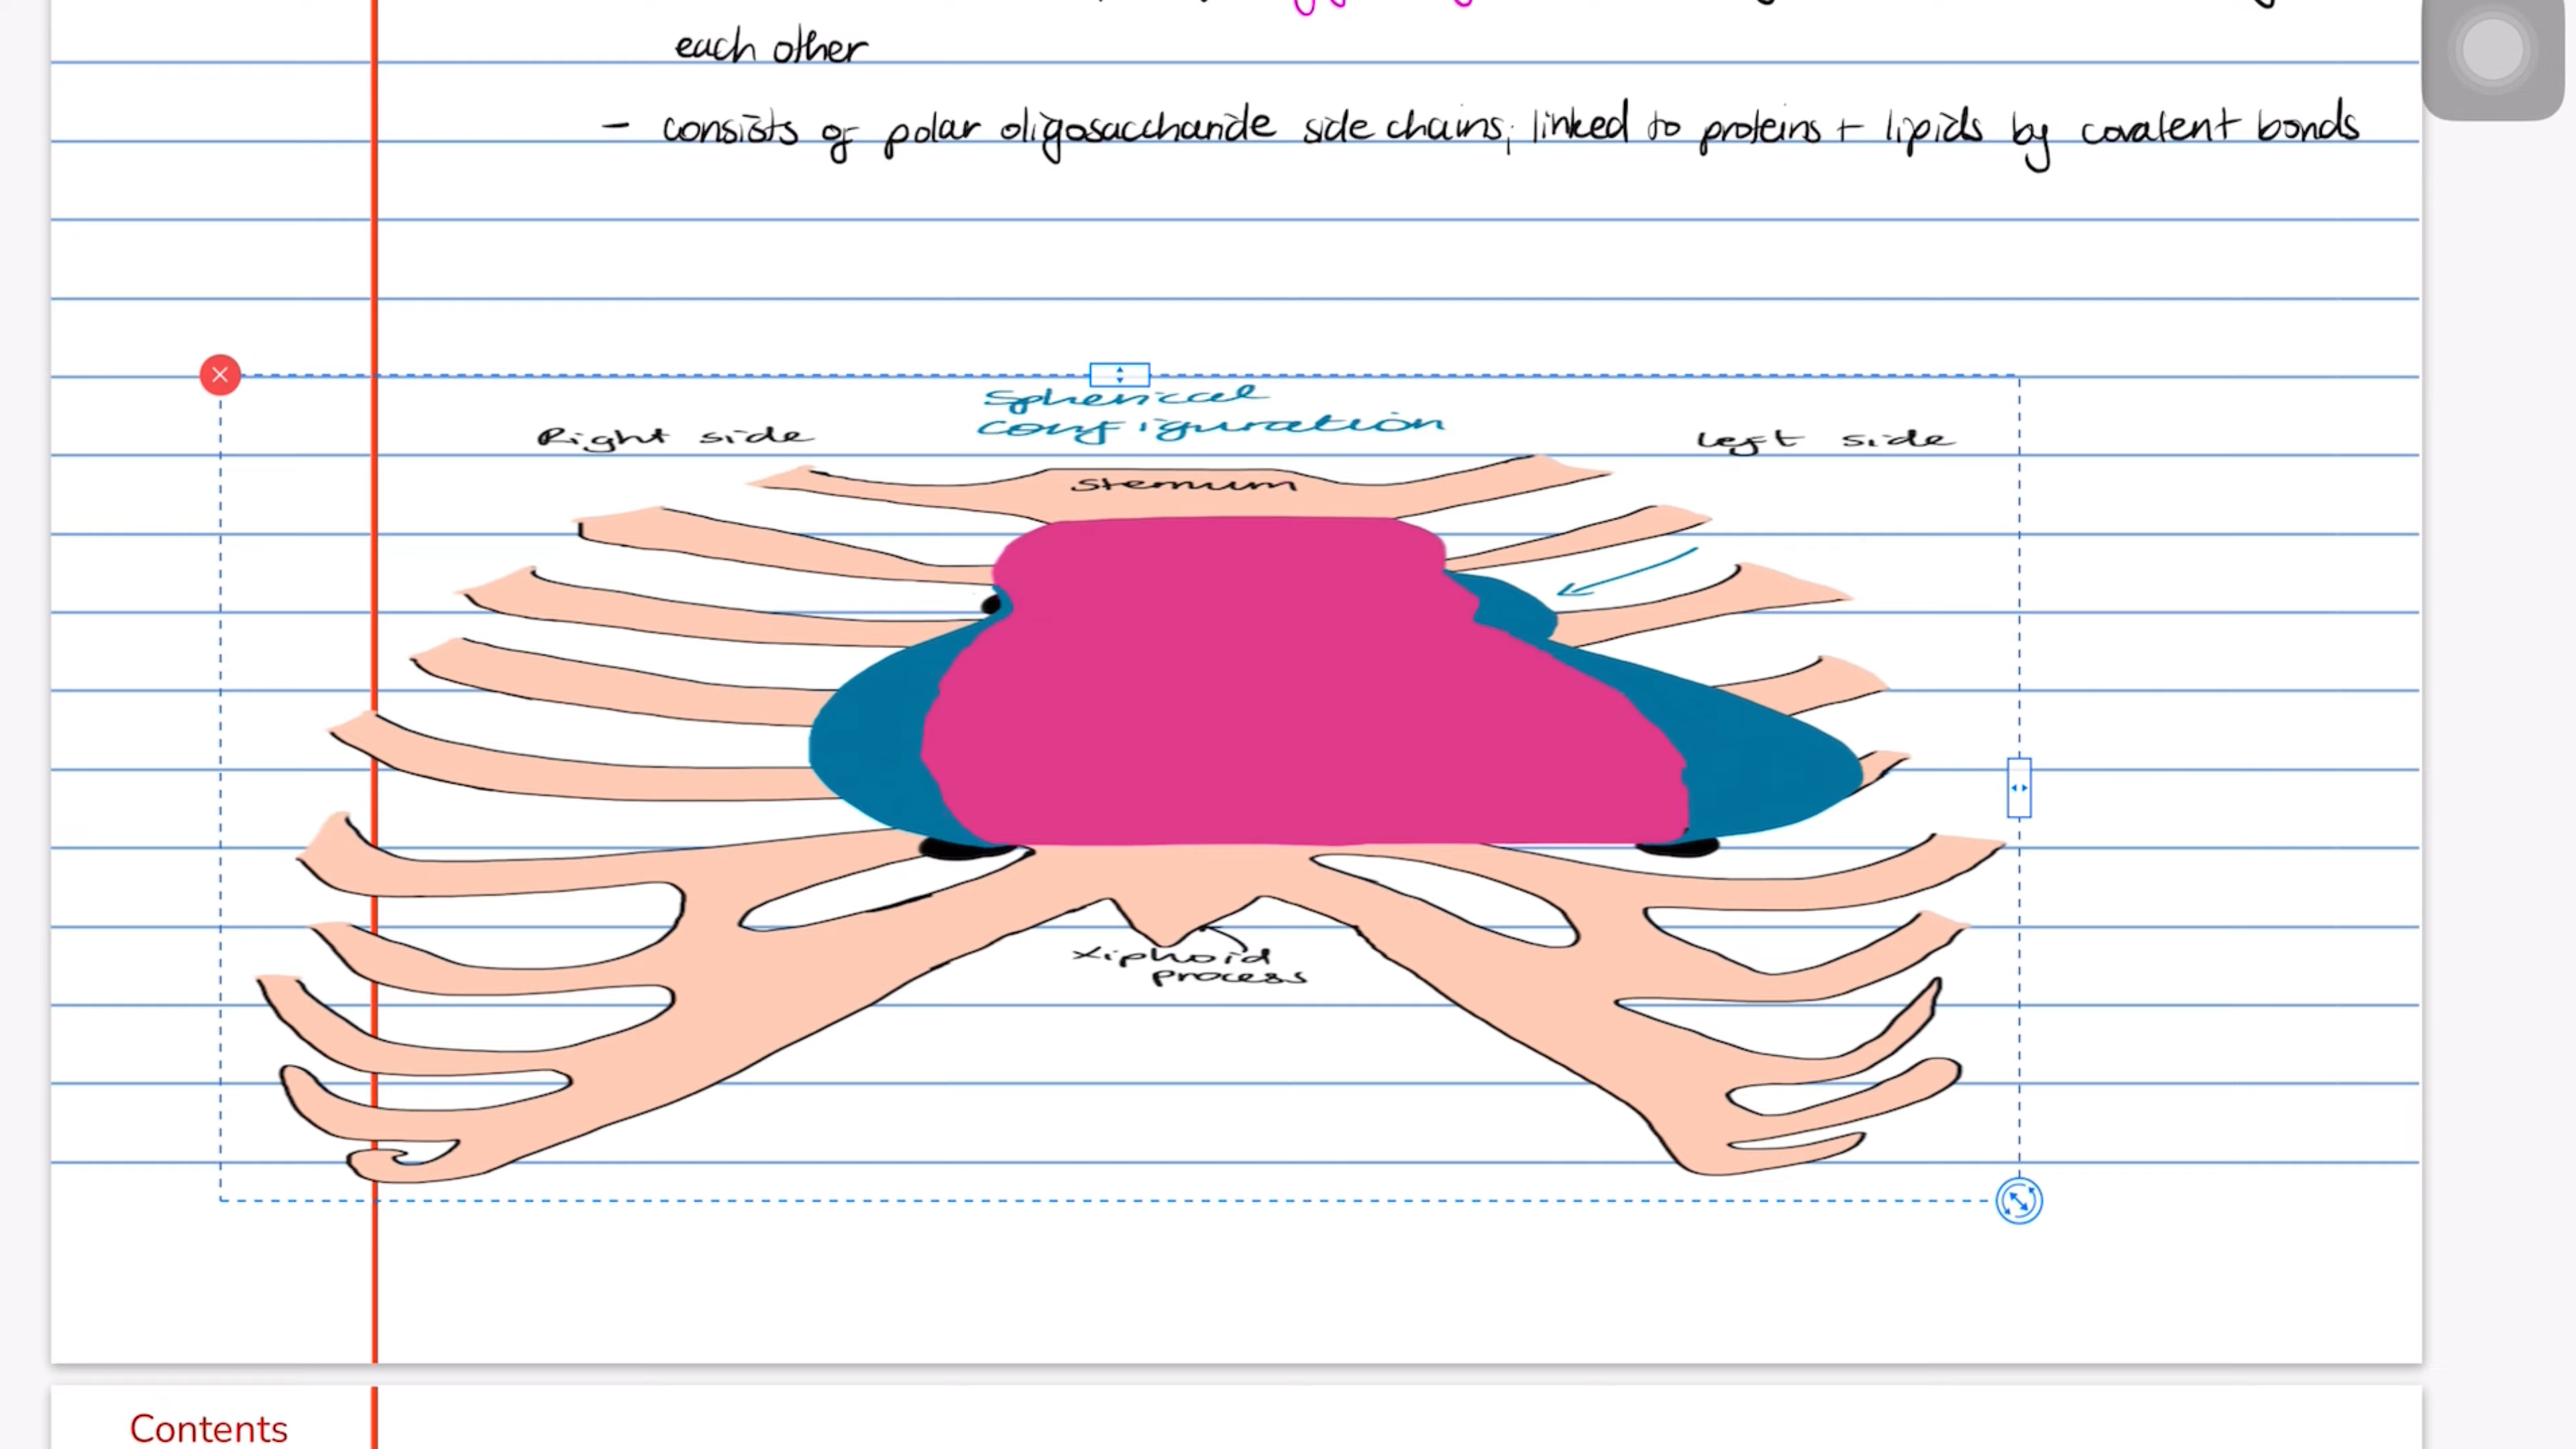 each other
- consists of polar oligosaccharide side chains; linked to proteins + lipids by covalent bonds
Spherical
configuration
Right side
left side
sternum
xiphoid
process
Contents